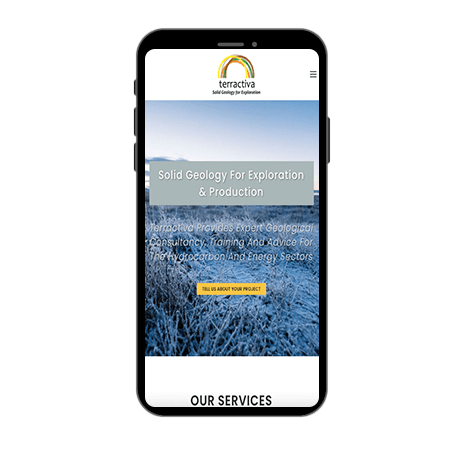 terractiva
Solid Geology for Exploration
Solid Geology For Exploration
& Production
Terractiva Provides Expert Geological
Consultancy, Training And Advice For
The Hydrocarbon And Energy Sectors
TELL US ABOUT YOUR PROJECT
OUR SERVICES